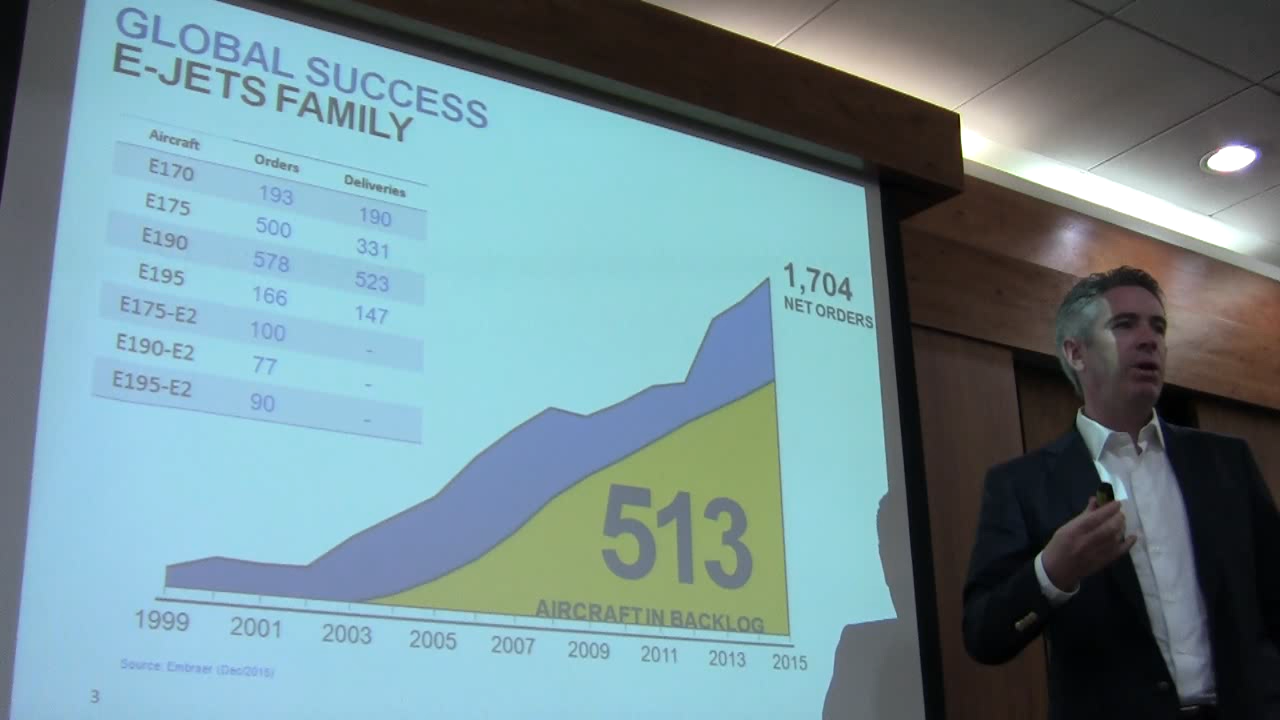 GLOBAL SUCCESS
E-JETS FAMILY
Aircraft Orders Deliveries
E170 193 190
E175 500 331
E190 578 523
E195 166 147
E175-E2 100 -
E190-E2 77 -
E195-E2 90 -
1,704
NET ORDERS
513
AIRCRAFT IN BACKLOG
1999 2001 2003 2005 2007 2009 2011 2013 2015
Source: Embraer (Dec/2015)
3